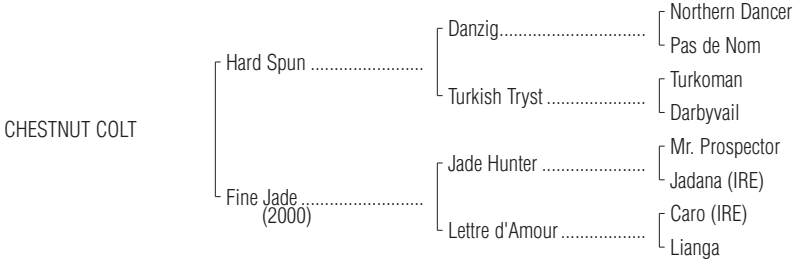 Northern Dancer
Danzig..............................
Pas de Nom
Hard Spun .......................
Turkoman
Turkish Tryst ....................
Darbyvail
CHESTNUT COLT
Mr. Prospector
Jade Hunter .....................
Jadana (IRE)
Fine Jade.........................
(2000)
Caro (IRE)
Lettre d'Amour.................
Lianga